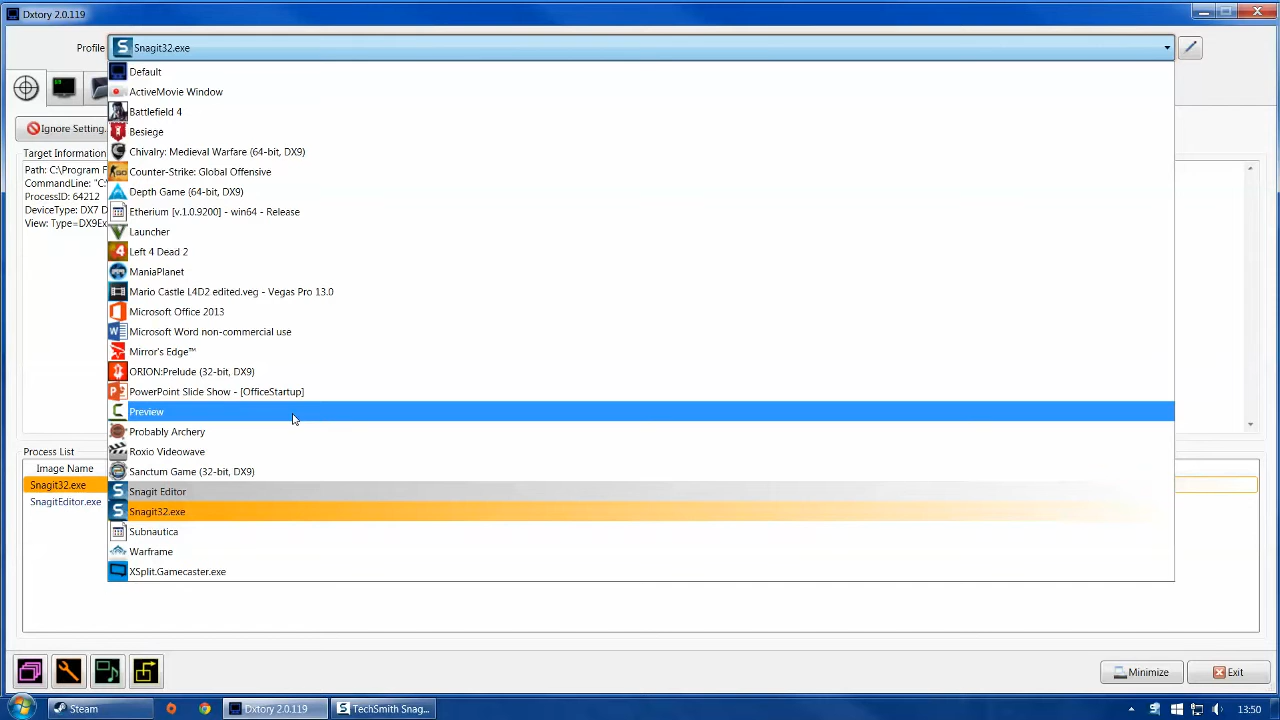 Dxtory 2.0.119
Profile Snagit32.exe
Default
ActiveMovie Window
Battlefield 4
Besiege
Chivalry: Medieval Warfare (64-bit, DX9)
Counter-Strike: Global Offensive
Depth Game (64-bit, DX9)
Etherium [v.1.0.9200] - win64 - Release
Launcher
Left 4 Dead 2
ManiaPlanet
Mario Castle L4D2 edited.veg - Vegas Pro 13.0
Microsoft Office 2013
Microsoft Word non-commercial use
Mirror's Edge™
ORION:Prelude (32-bit, DX9)
PowerPoint Slide Show - [OfficeStartup]
Preview
Probably Archery
Roxio Videowave
Sanctum Game (32-bit, DX9)
Snagit Editor
Snagit32.exe
Subnautica
Warframe
XSplit.Gamecaster.exe
Ignore Setting.
Target Information
Path: C:\Program F
CommandLine: "C:
ProcessID: 64212
DeviceType: DX7 D
View: Type=DX9Ex
Process List
Image Name
Snagit32.exe
SnagitEditor.exe
Minimize
Exit
Steam
Dxtory 2.0.119
TechSmith Snag...
13:50